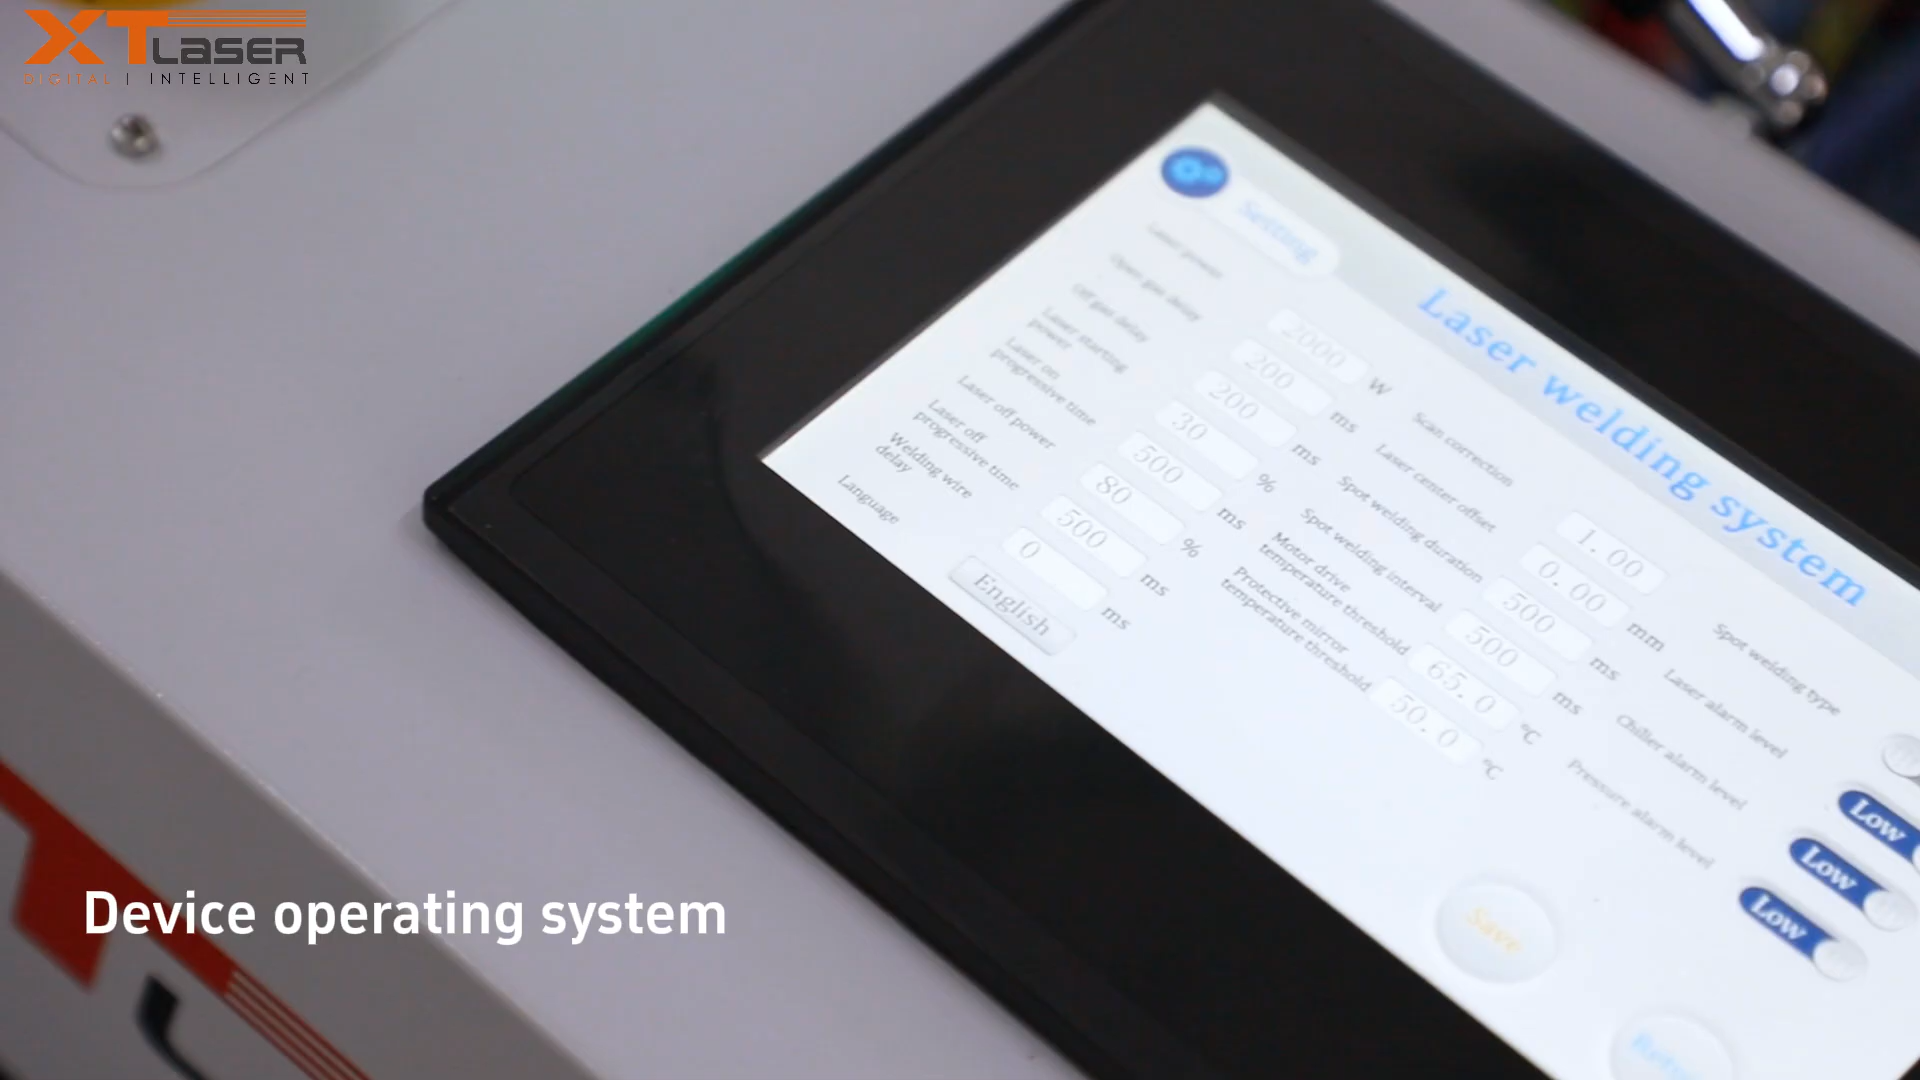 XTLASER
DIGITAL | INTELLIGENT
Setting
Laser welding system
Laser power
2000 W
Open gas delay
200 ms
Off gas delay
200 ms
Laser starting
power
30 %
Laser on
progressive time
500 ms
Laser off power
80 %
Laser off
progressive time
500 ms
Welding wire
delay
0 ms
Language
English
Scan correction
1.00
Laser center offset
0.00 mm
Spot welding duration
500 ms
Spot welding interval
500 ms
Motor drive
temperature threshold
65.0 ℃
Protective mirror
temperature threshold
50.0 ℃
Spot welding type
Laser alarm level
Low
Chiller alarm level
Low
Pressure alarm level
Low
Save
Device operating system